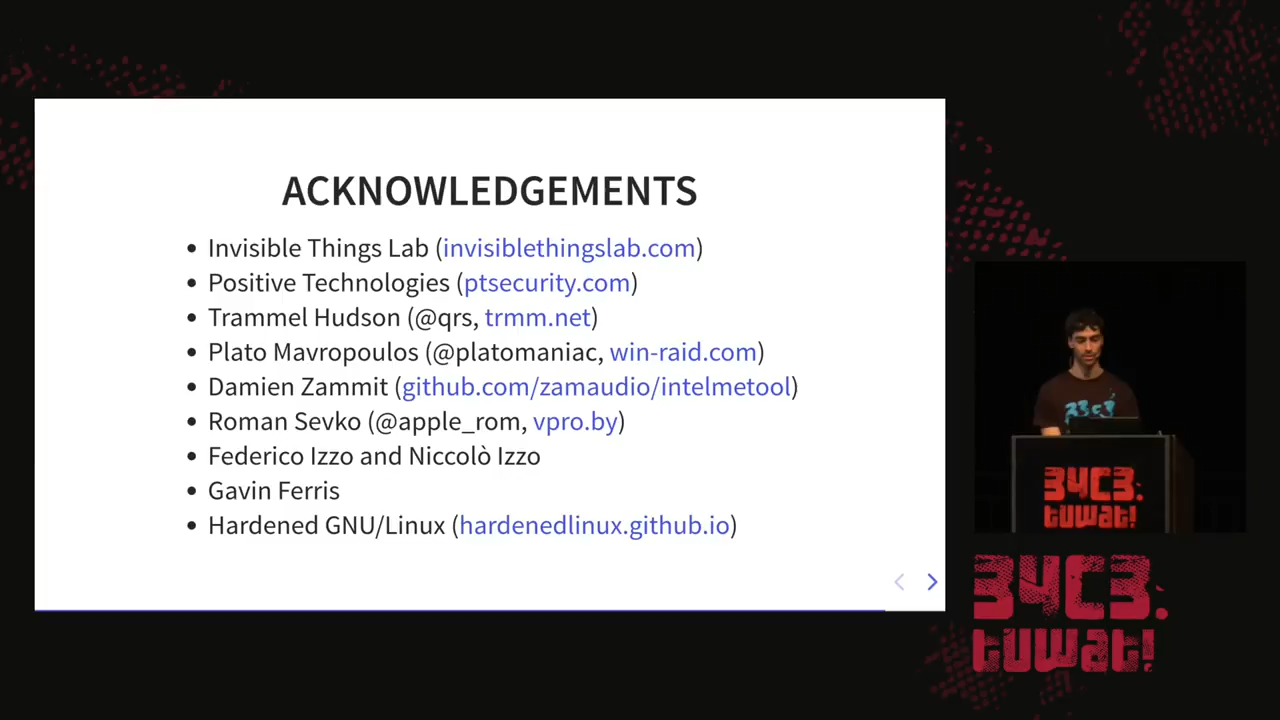 ACKNOWLEDGEMENTS
Invisible Things Lab (invisiblethingslab.com)
Positive Technologies (ptsecurity.com)
Trammel Hudson (@qrs, trmm.net)
Plato Mavropoulos (@platomaniac, win-raid.com)
Damien Zammit (github.com/zamaudio/intelmetool)
Roman Sevko (@apple_rom, vpro.by)
Federico Izzo and Niccolò Izzo
Gavin Ferris
Hardened GNU/Linux (hardenedlinux.github.io)
34C3:
tuwat!
34C3:
tuwat!